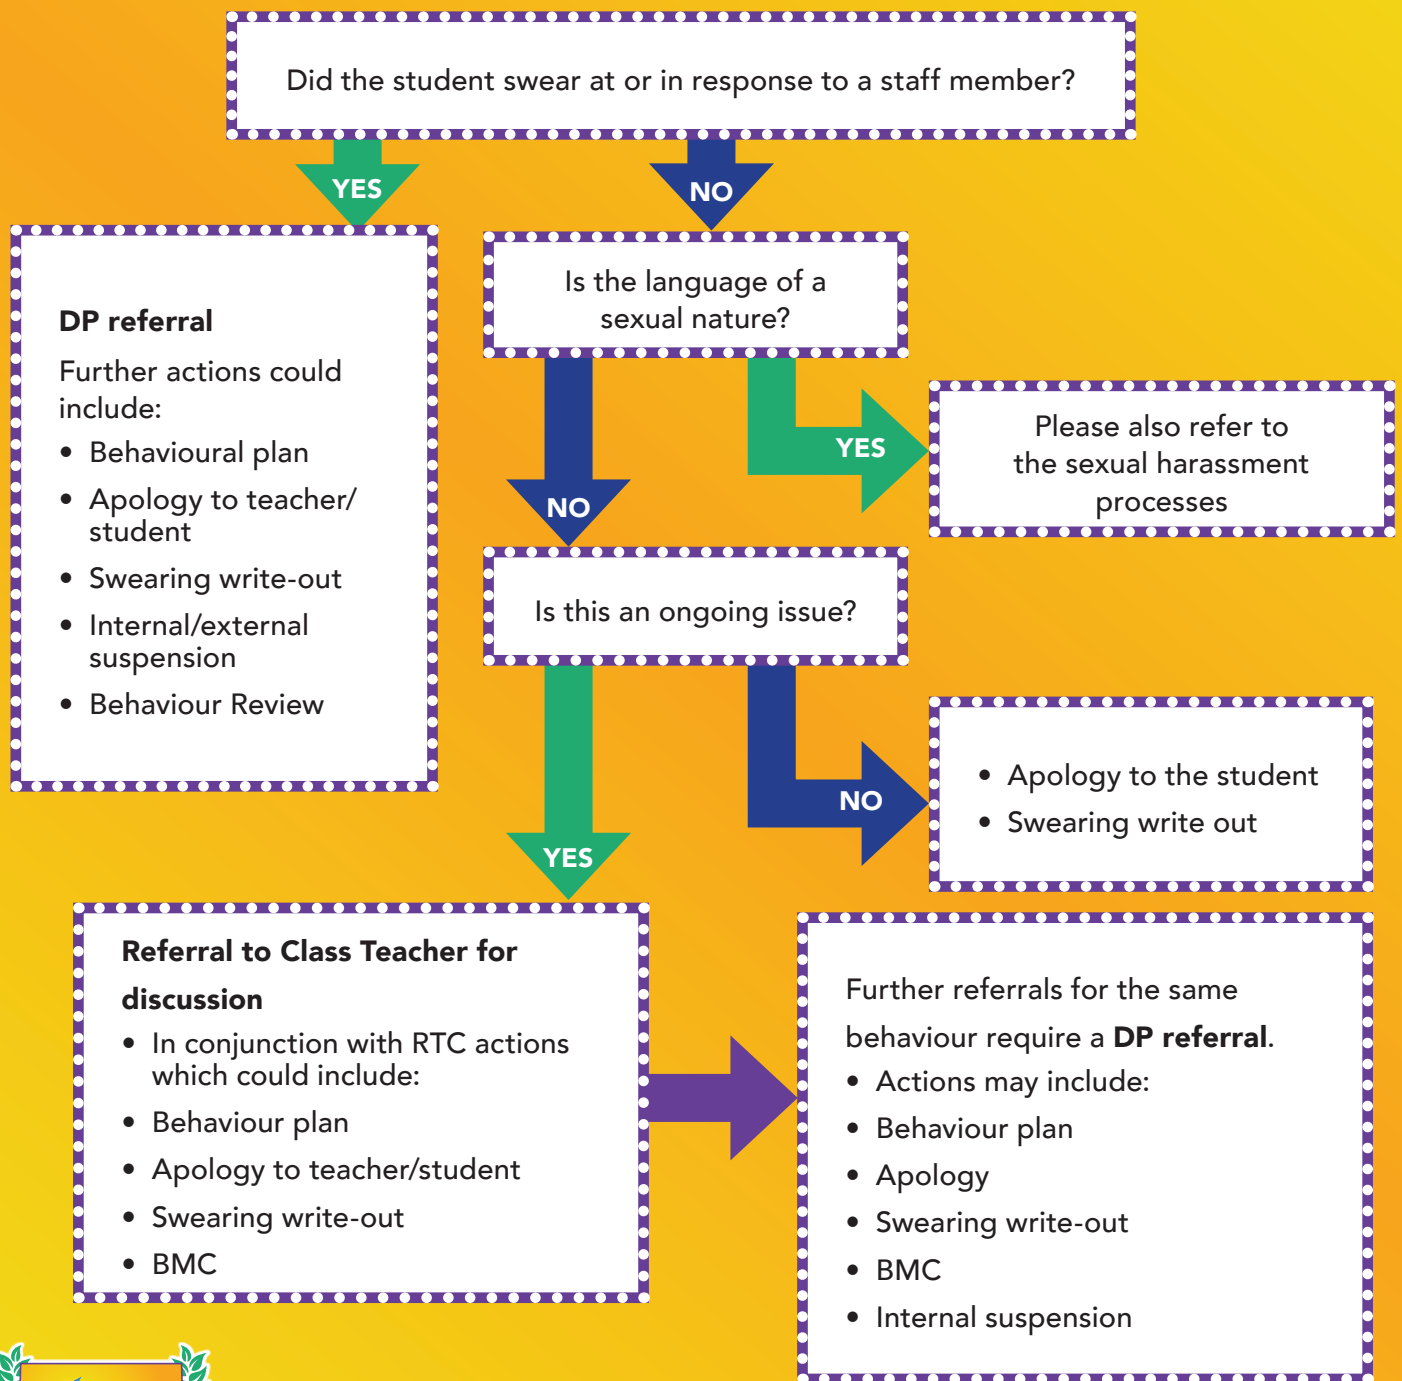 Did the student swear at or in response to a staff member?
YES
NO
DP referral
Further actions could
include:
• Behavioural plan
• Apology to teacher/
student
• Swearing write-out
• Internal/external
suspension
• Behaviour Review
Is the language of a
sexual nature?
YES
Please also refer to
the sexual harassment
processes
NO
Is this an ongoing issue?
NO
• Apology to the student
• Swearing write out
YES
Referral to Class Teacher for
discussion
• In conjunction with RTC actions
which could include:
• Behaviour plan
• Apology to teacher/student
• Swearing write-out
• BMC
Further referrals for the same
behaviour require a DP referral.
• Actions may include:
• Behaviour plan
• Apology
• Swearing write-out
• BMC
• Internal suspension